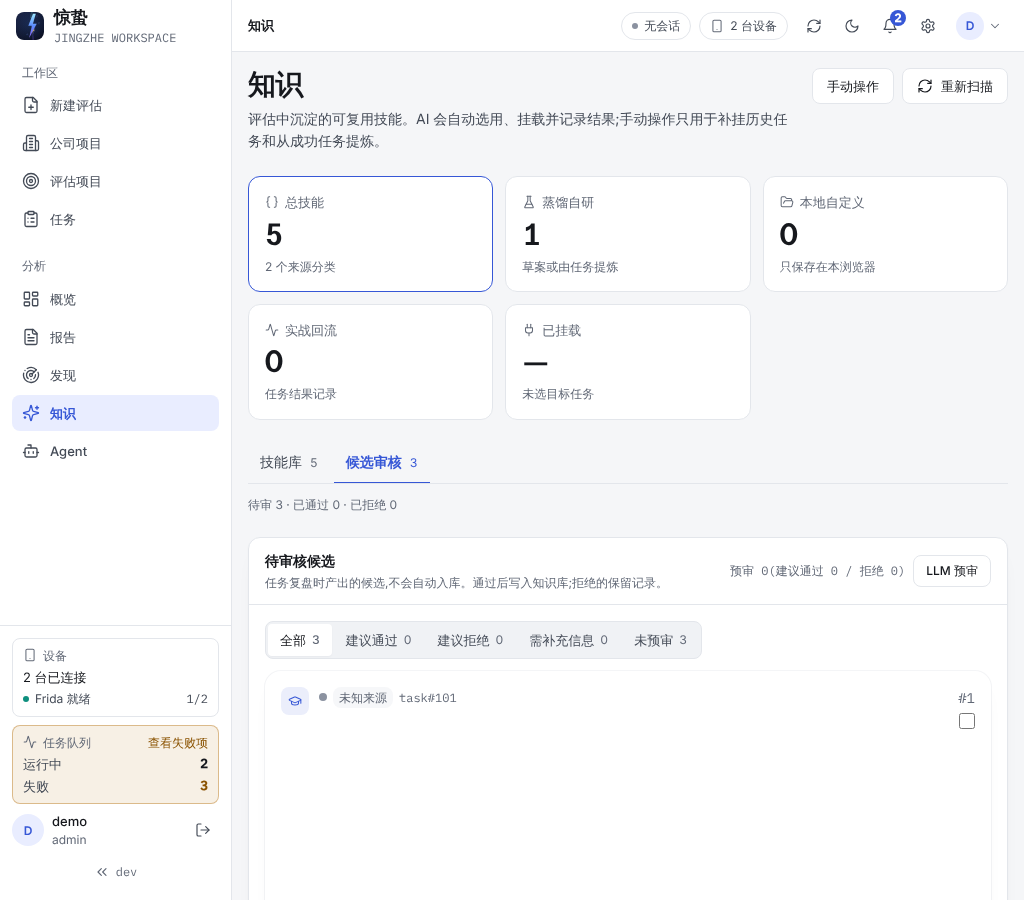 惊蛰
JINGZHE WORKSPACE
工作区
新建评估
公司项目
评估项目
任务
分析
概览
报告
发现
知识
Agent
设备
2 台已连接
Frida 就绪 1/2
任务队列 查看失败项
运行中 2
失败 3
D demo
admin
dev
知识 无会话 2 台设备 2 D
知识
手动操作 重新扫描
评估中沉淀的可复用技能。AI 会自动选用、挂载并记录结果;手动操作只用于补挂历史任
务和从成功任务提炼。
总技能
5
2 个来源分类
蒸馏自研
1
草案或由任务提炼
本地自定义
0
只保存在本浏览器
实战回流
0
任务结果记录
已挂载
—
未选目标任务
技能库 5 候选审核 3
待审 3 · 已通过 0 · 已拒绝 0
待审核候选
任务复盘时产出的候选,不会自动入库。通过后写入知识库;拒绝的保留记录。
预审 0(建议通过 0 / 拒绝 0) LLM 预审
全部 3 建议通过 0 建议拒绝 0 需补充信息 0 未预审 3
未知来源 task#101 #1